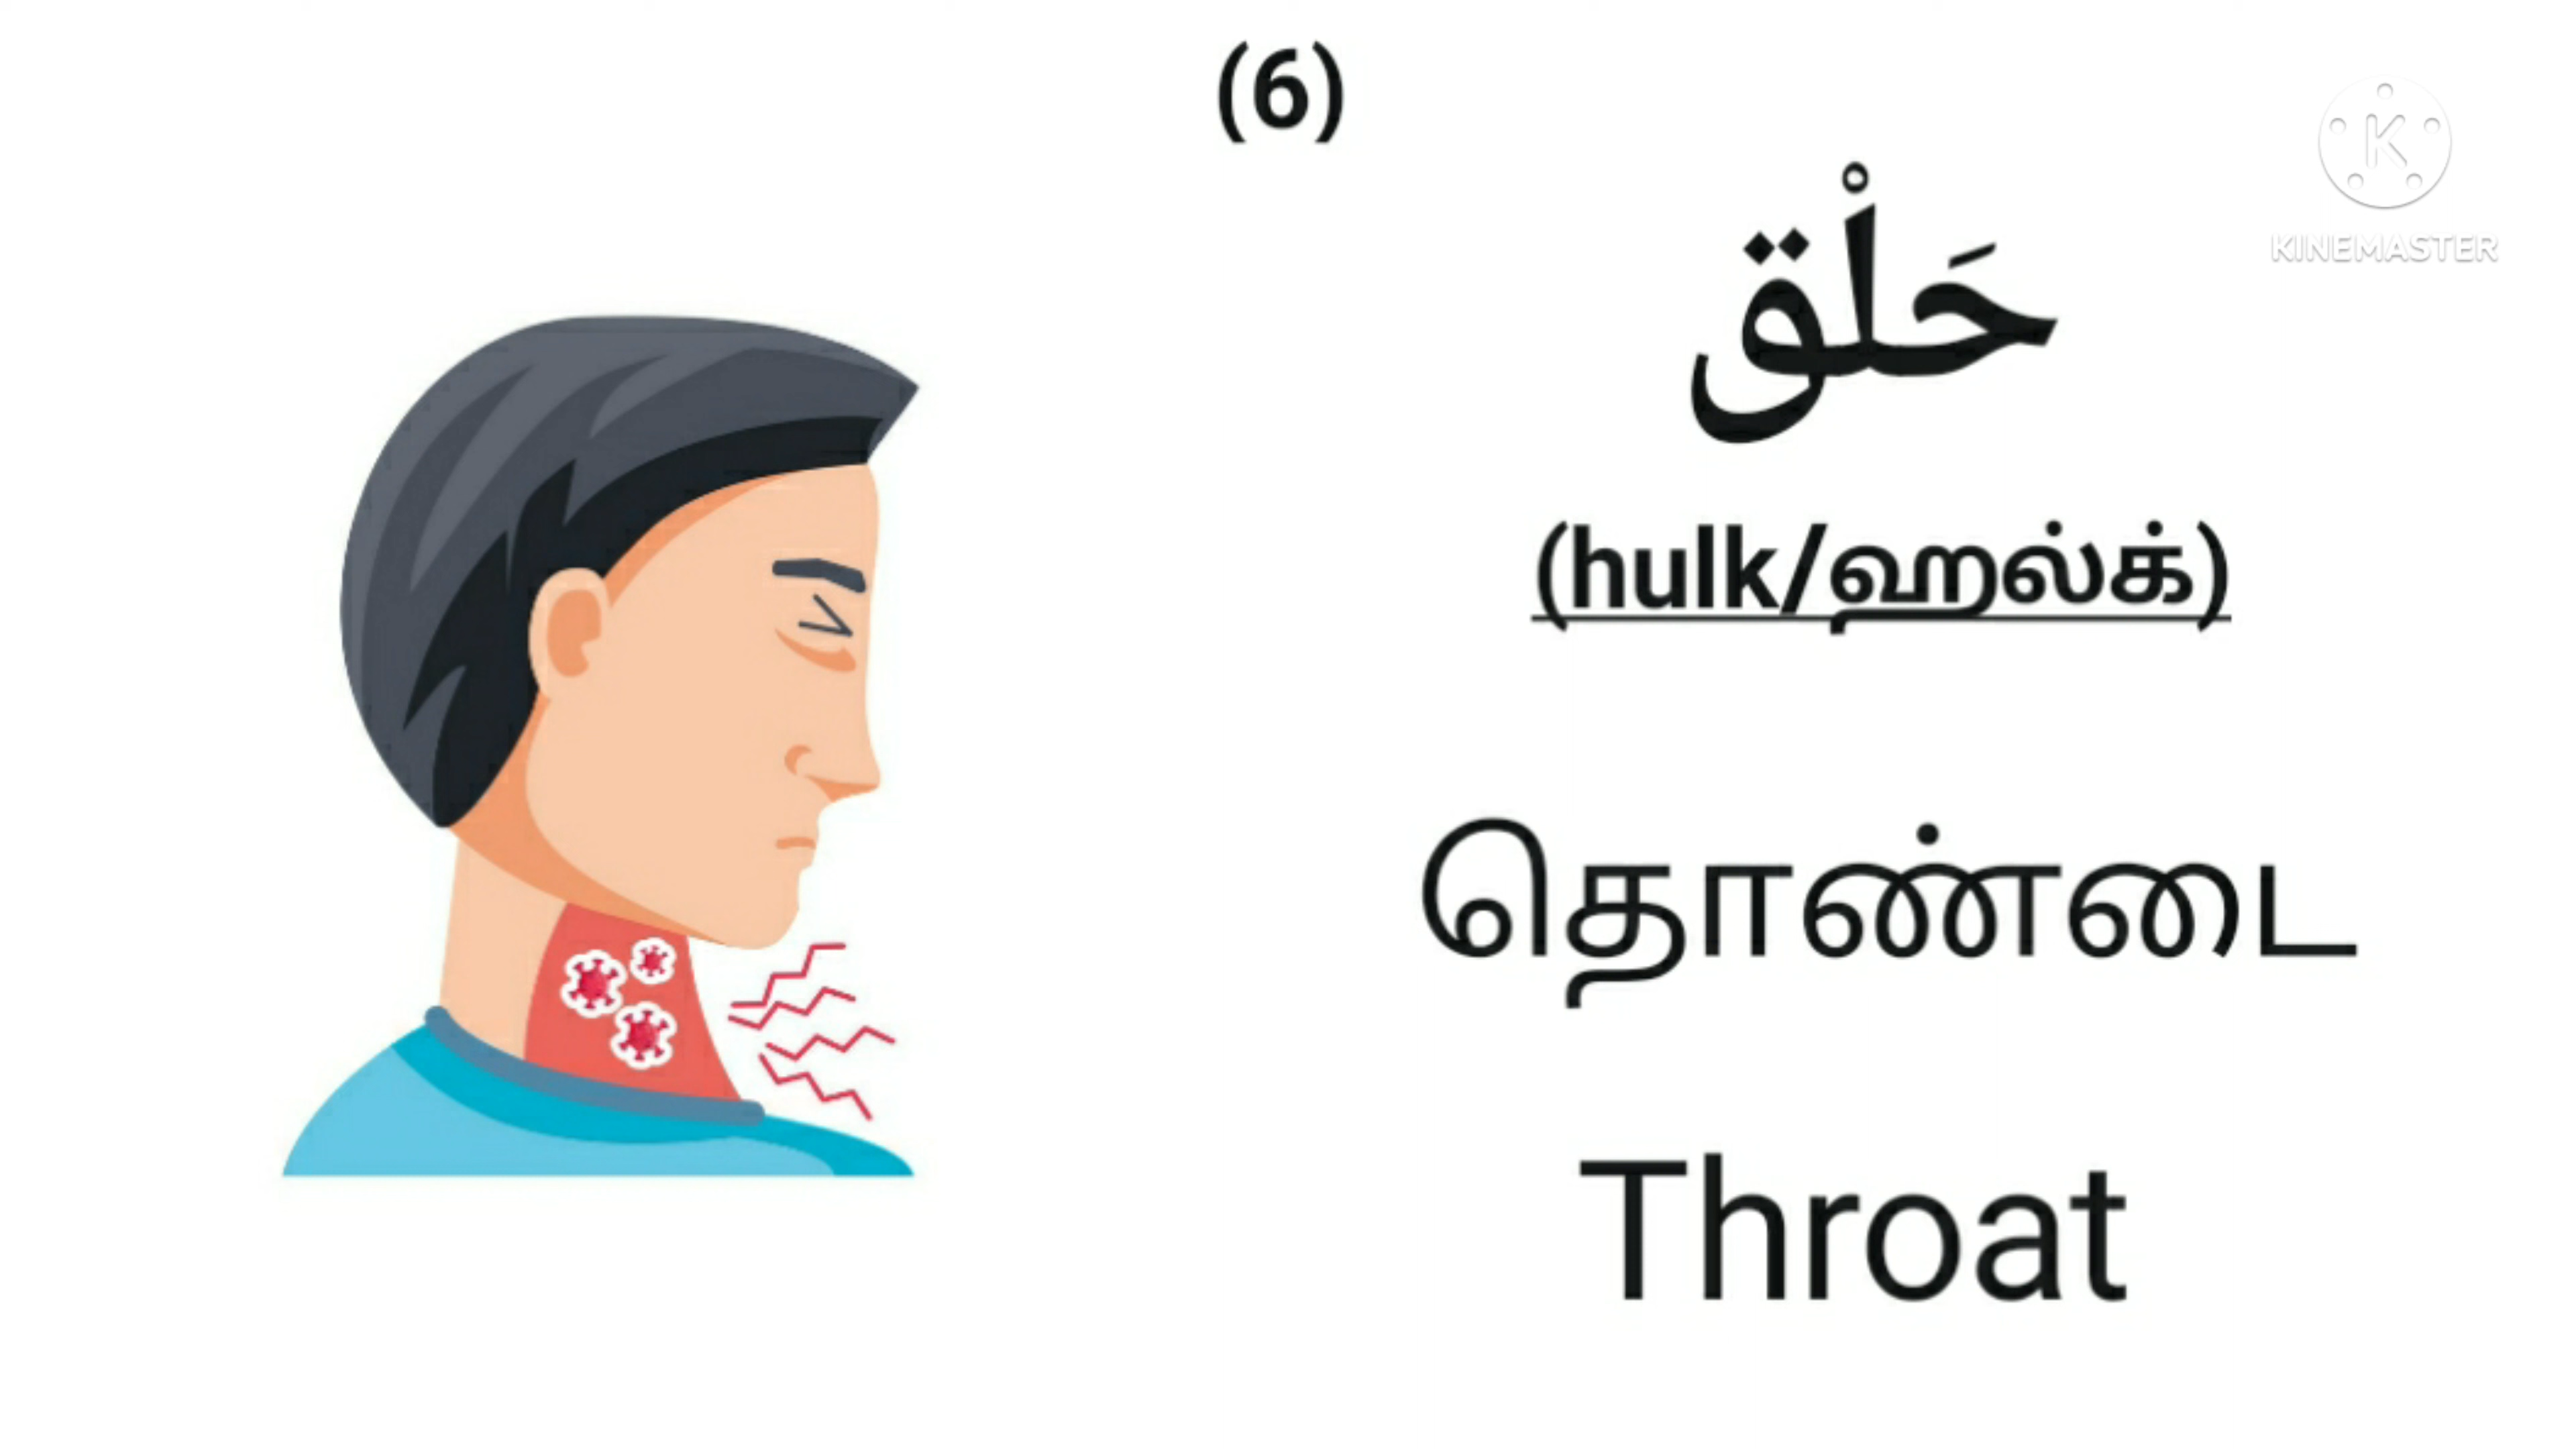 (6)
K
KINEMASTER
حَلْق
(hulk/ஹல்க்)
தொண்டை
Throat